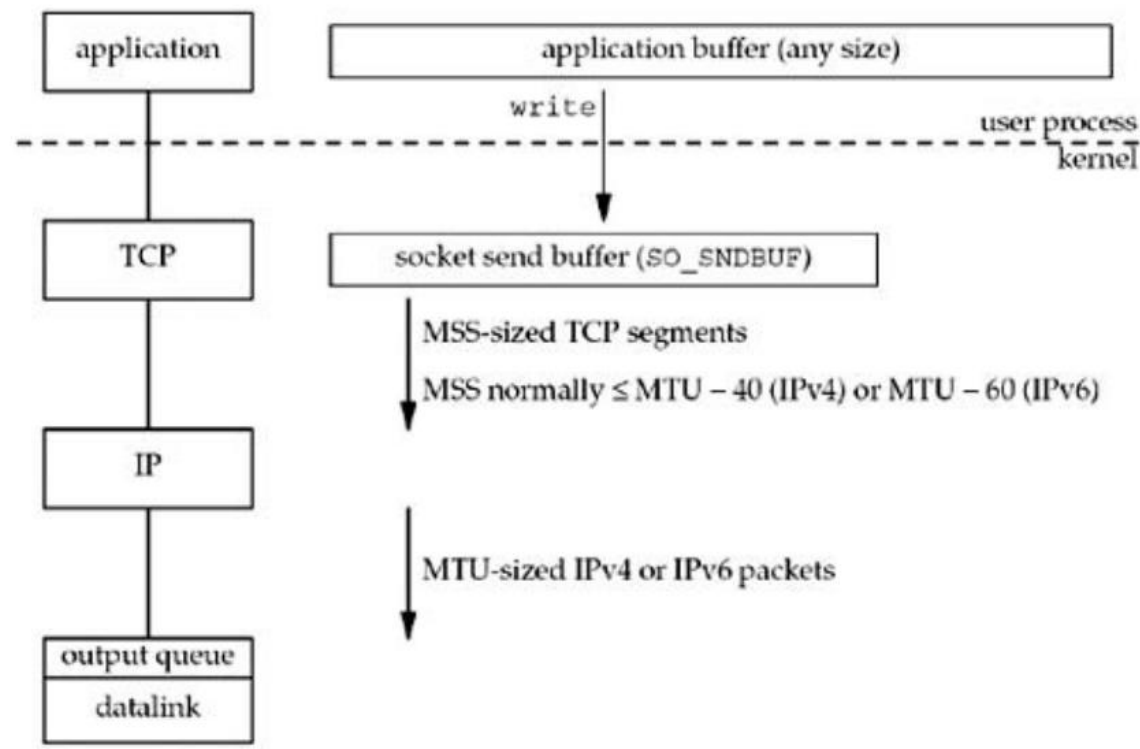 application
application buffer (any size)
write
user process
kernel
TCP
socket send buffer (SO_SNDBUF)
MSS-sized TCP segments
MSS normally ≤ MTU – 40 (IPv4) or MTU – 60 (IPv6)
IP
MTU-sized IPv4 or IPv6 packets
output queue
datalink